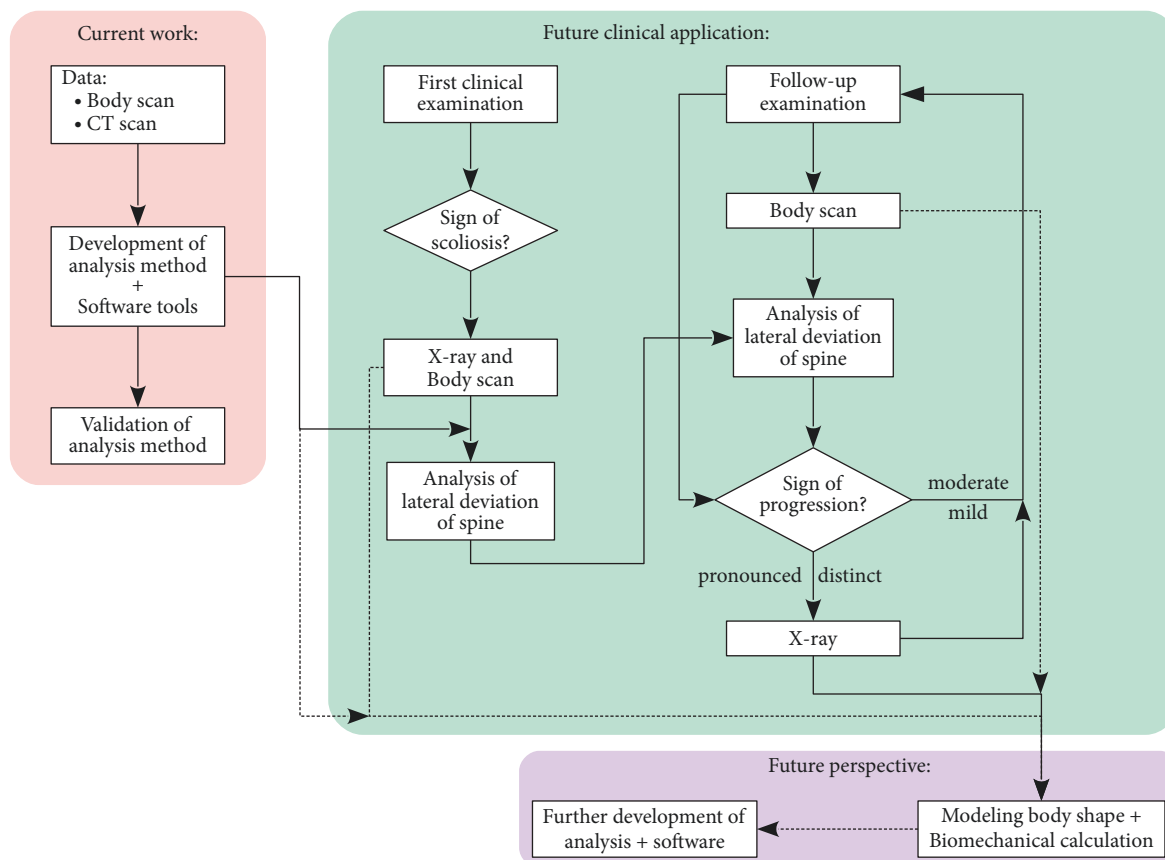 Current work:
Data:
• Body scan
• CT scan
Development of
analysis method
+
Software tools
Validation of
analysis method
Future clinical application:
First clinical
examination
Sign of
scoliosis?
X-ray and
Body scan
Analysis of
lateral deviation
of spine
Follow-up
examination
Body scan
Analysis of
lateral deviation
of spine
Sign of
progression?
moderate
mild
pronounced distinct
X-ray
Future perspective:
Further development of
analysis + software
Modeling body shape +
Biomechanical calculation